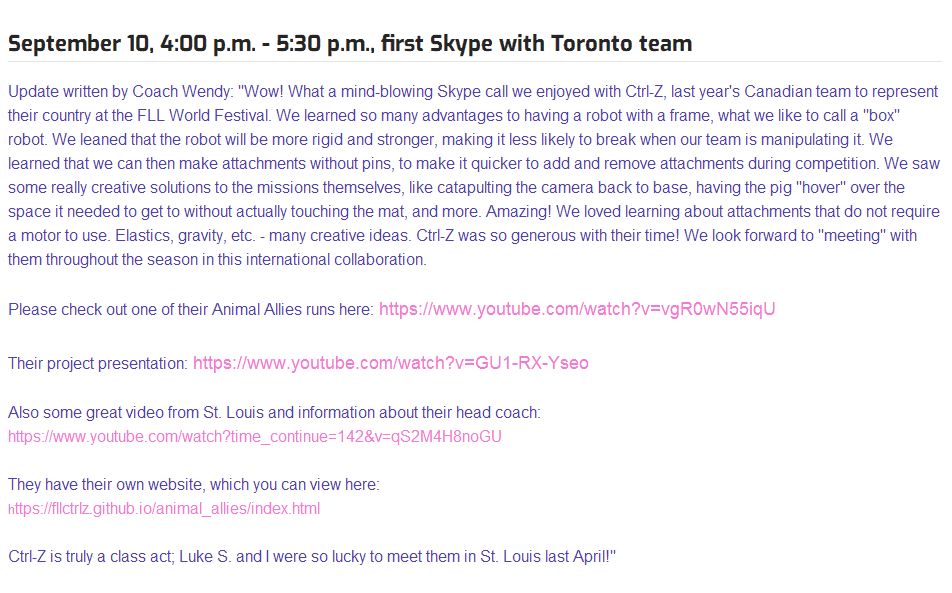 September 10, 4:00 p.m. - 5:30 p.m., first Skype with Toronto team
Update written by Coach Wendy: "Wow! What a mind-blowing Skype call we enjoyed with Ctrl-Z, last year's Canadian team to represent
their country at the FLL World Festival. We learned so many advantages to having a robot with a frame, what we like to call a "box"
robot. We leaned that the robot will be more rigid and stronger, making it less likely to break when our team is manipulating it. We
learned that we can then make attachments without pins, to make it quicker to add and remove attachments during competition. We saw
some really creative solutions to the missions themselves, like catapulting the camera back to base, having the pig "hover" over the
space it needed to get to without actually touching the mat, and more. Amazing! We loved learning about attachments that do not require
a motor to use. Elastics, gravity, etc. - many creative ideas. Ctrl-Z was so generous with their time! We look forward to "meeting" with
them throughout the season in this international collaboration.
Please check out one of their Animal Allies runs here: https://www.youtube.com/watch?v=vgR0wN55iqU
Their project presentation: https://www.youtube.com/watch?v=GU1-RX-Yseo
Also some great video from St. Louis and information about their head coach:
https://www.youtube.com/watch?time_continue=142&v=qS2M4H8noGU
They have their own website, which you can view here:
https://fllctrlz.github.io/animal_allies/index.html
Ctrl-Z is truly a class act; Luke S. and I were so lucky to meet them in St. Louis last April!"